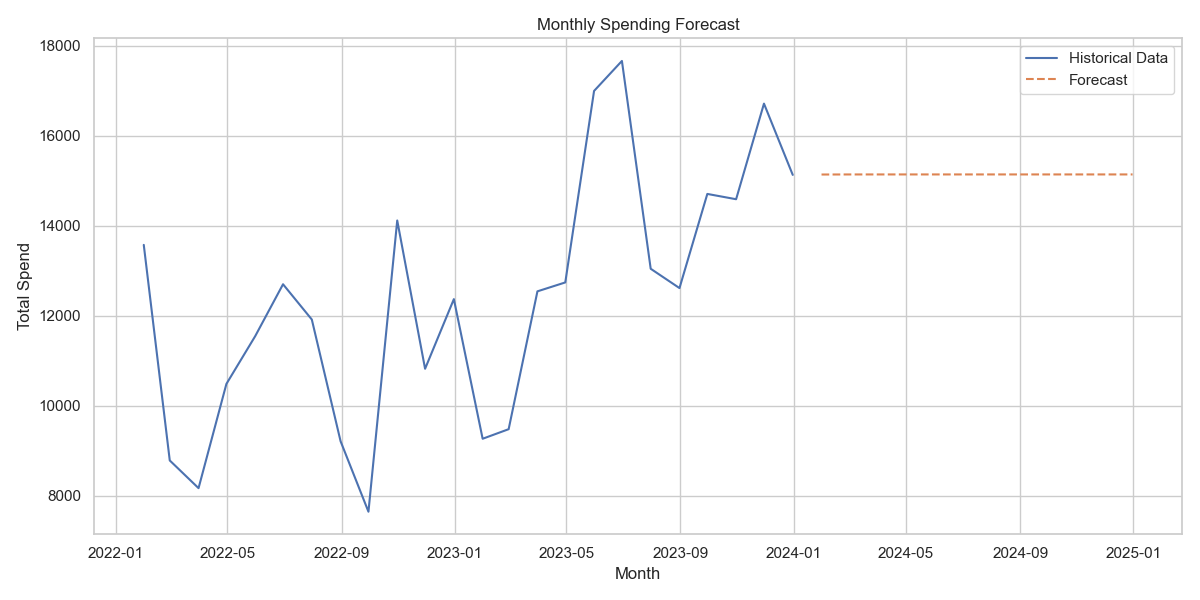 Monthly Spending Forecast
Historical Data
Forecast
Total Spend
18000
16000
14000
12000
10000
8000
2022-01 2022-05 2022-09 2023-01 2023-05 2023-09 2024-01 2024-05 2024-09 2025-01
Month